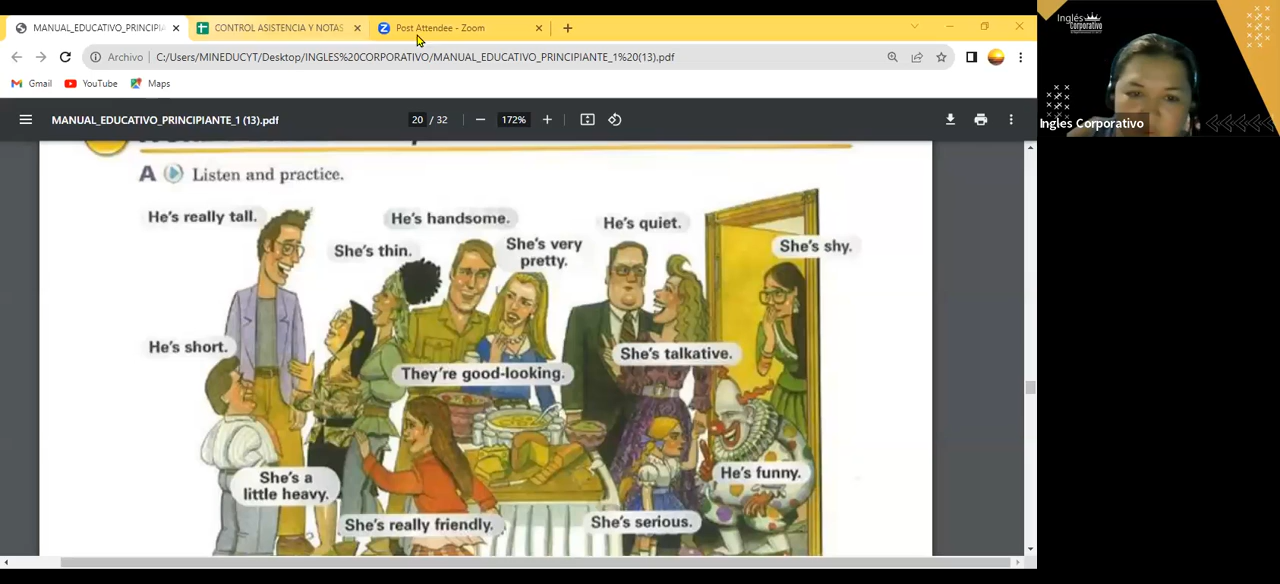 MANUAL_EDUCATIVO_PRINCIPIA
CONTROL ASISTENCIA Y NOTAS
Post Attendee - Zoom
Archivo
C:/Users/MINEDUCYT/Desktop/INGLES%20CORPORATIVO/MANUAL_EDUCATIVO_PRINCIPIANTE_1%20(13).pdf
Gmail
YouTube
Maps
MANUAL_EDUCATIVO_PRINCIPIANTE_1 (13).pdf
20 / 32
172%
A Listen and practice.
He's really tall.
He's handsome.
He's quiet.
She's thin.
She's very
pretty.
She's shy.
He's short.
They're good-looking.
She's talkative.
She's a
little heavy.
He's funny.
She's really friendly.
She's serious.
Inglés
Corporativo
Ingles Corporativo